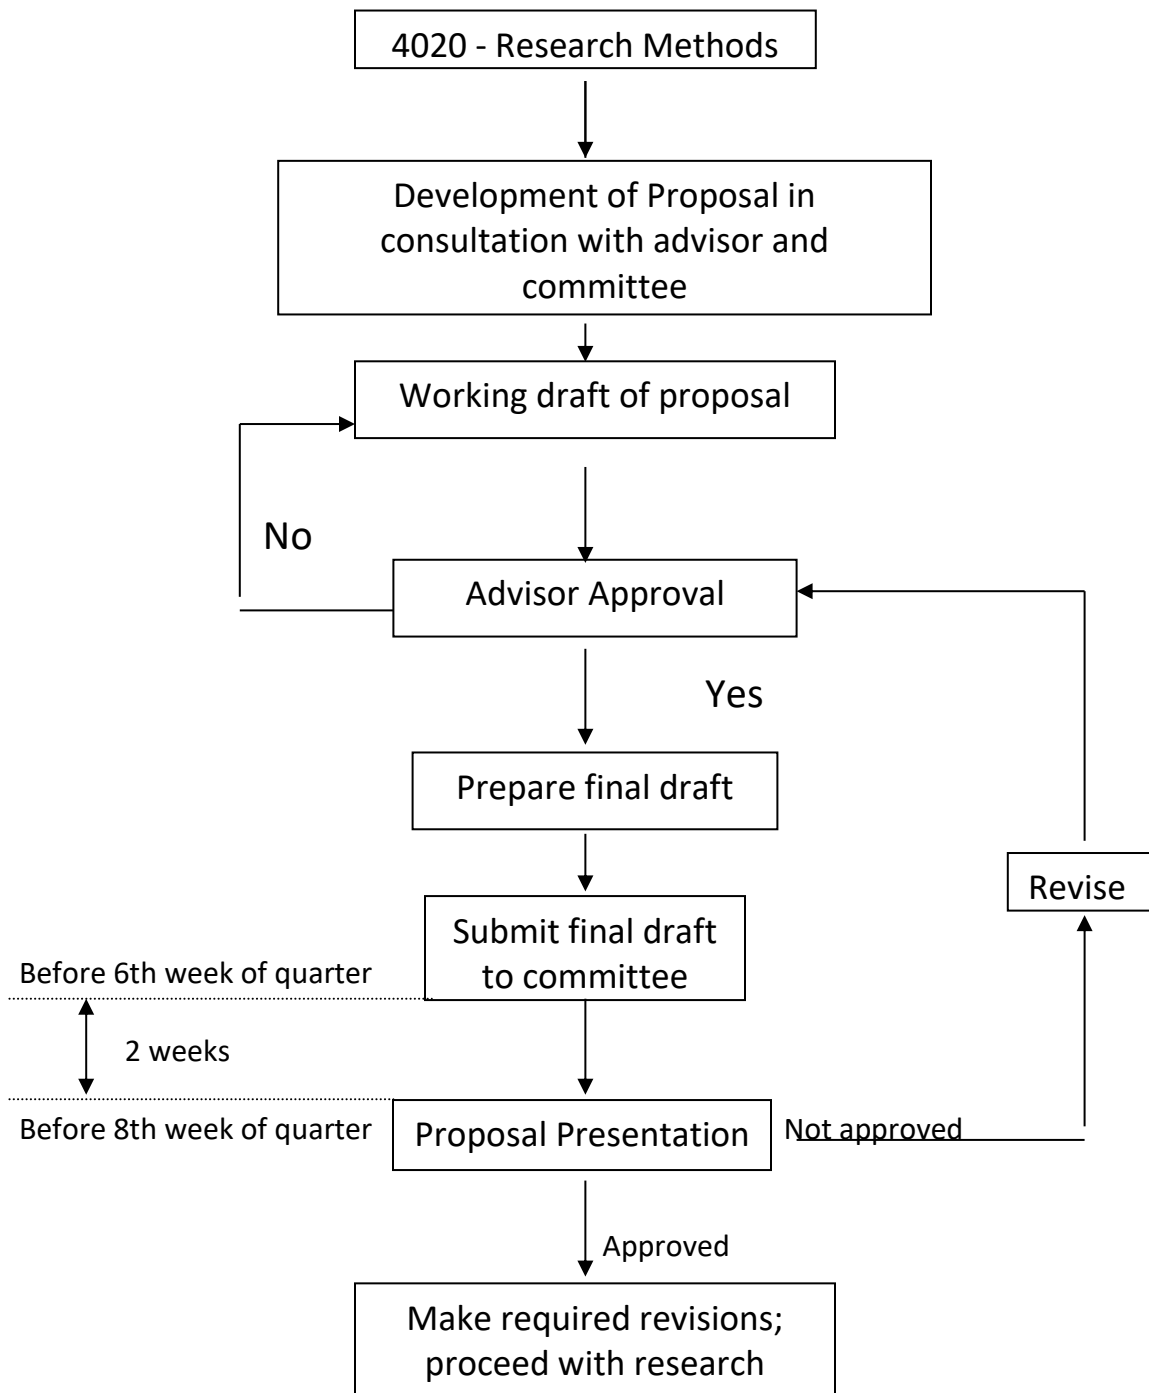 4020 - Research Methods
Development of Proposal in
consultation with advisor and
committee
Working draft of proposal
No
Advisor Approval
Yes
Prepare final draft
Revise
Submit final draft
to committee
Before 6th week of quarter
2 weeks
Before 8th week of quarter
Proposal Presentation
Not approved
Approved
Make required revisions;
proceed with research